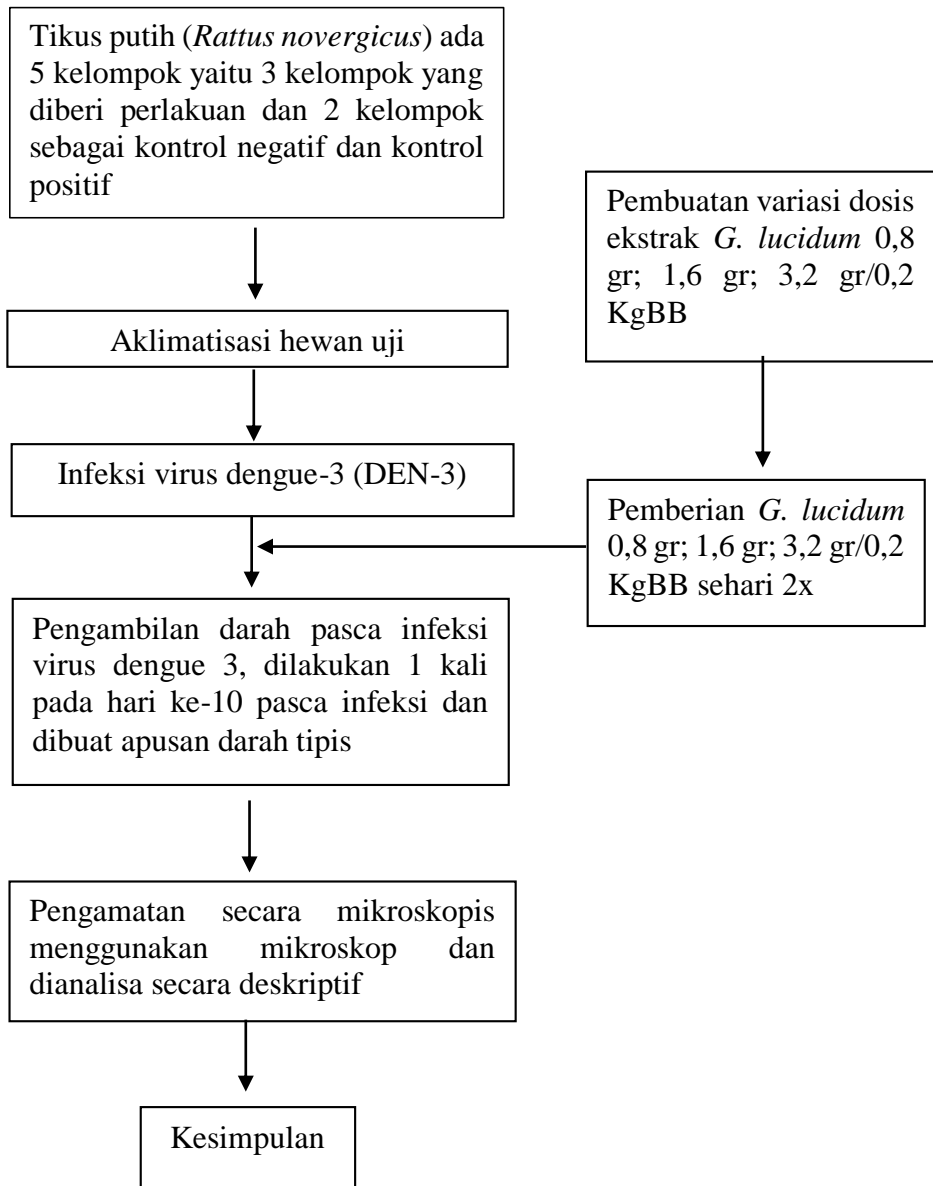 Tikus putih (Rattus novergicus) ada
5 kelompok yaitu 3 kelompok yang
diberi perlakuan dan 2 kelompok
sebagai kontrol negatif dan kontrol
positif
Pembuatan variasi dosis
ekstrak G. lucidum 0,8
gr; 1,6 gr; 3,2 gr/0,2
KgBB
Aklimatisasi hewan uji
Infeksi virus dengue-3 (DEN-3)
Pemberian G. lucidum
0,8 gr; 1,6 gr; 3,2 gr/0,2
KgBB sehari 2x
Pengambilan darah pasca infeksi
virus dengue 3, dilakukan 1 kali
pada hari ke-10 pasca infeksi dan
dibuat apusan darah tipis
Pengamatan secara mikroskopis
menggunakan mikroskop dan
dianalisa secara deskriptif
Kesimpulan